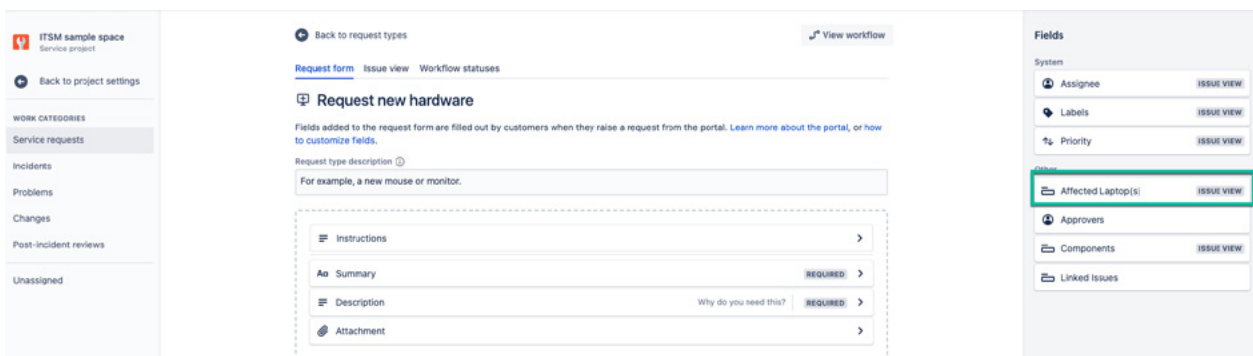 ITSM sample space
Service project
Back to project settings
WORK CATEGORIES
Service requests
Incidents
Problems
Changes
Post-incident reviews
Unassigned
Back to request types
View workflow
Request form Issue view Workflow statuses
Request new hardware
Fields added to the request form are filled out by customers when they raise a request from the portal. Learn more about the portal, or how
to customize fields.
Request type description
For example, a new mouse or monitor.
Instructions
Aa Summary REQUIRED
Description Why do you need this? REQUIRED
Attachment
Fields
System
Assignee ISSUE VIEW
Labels ISSUE VIEW
Priority ISSUE VIEW
Other
Affected Laptop(s) ISSUE VIEW
Approvers
Components ISSUE VIEW
Linked Issues